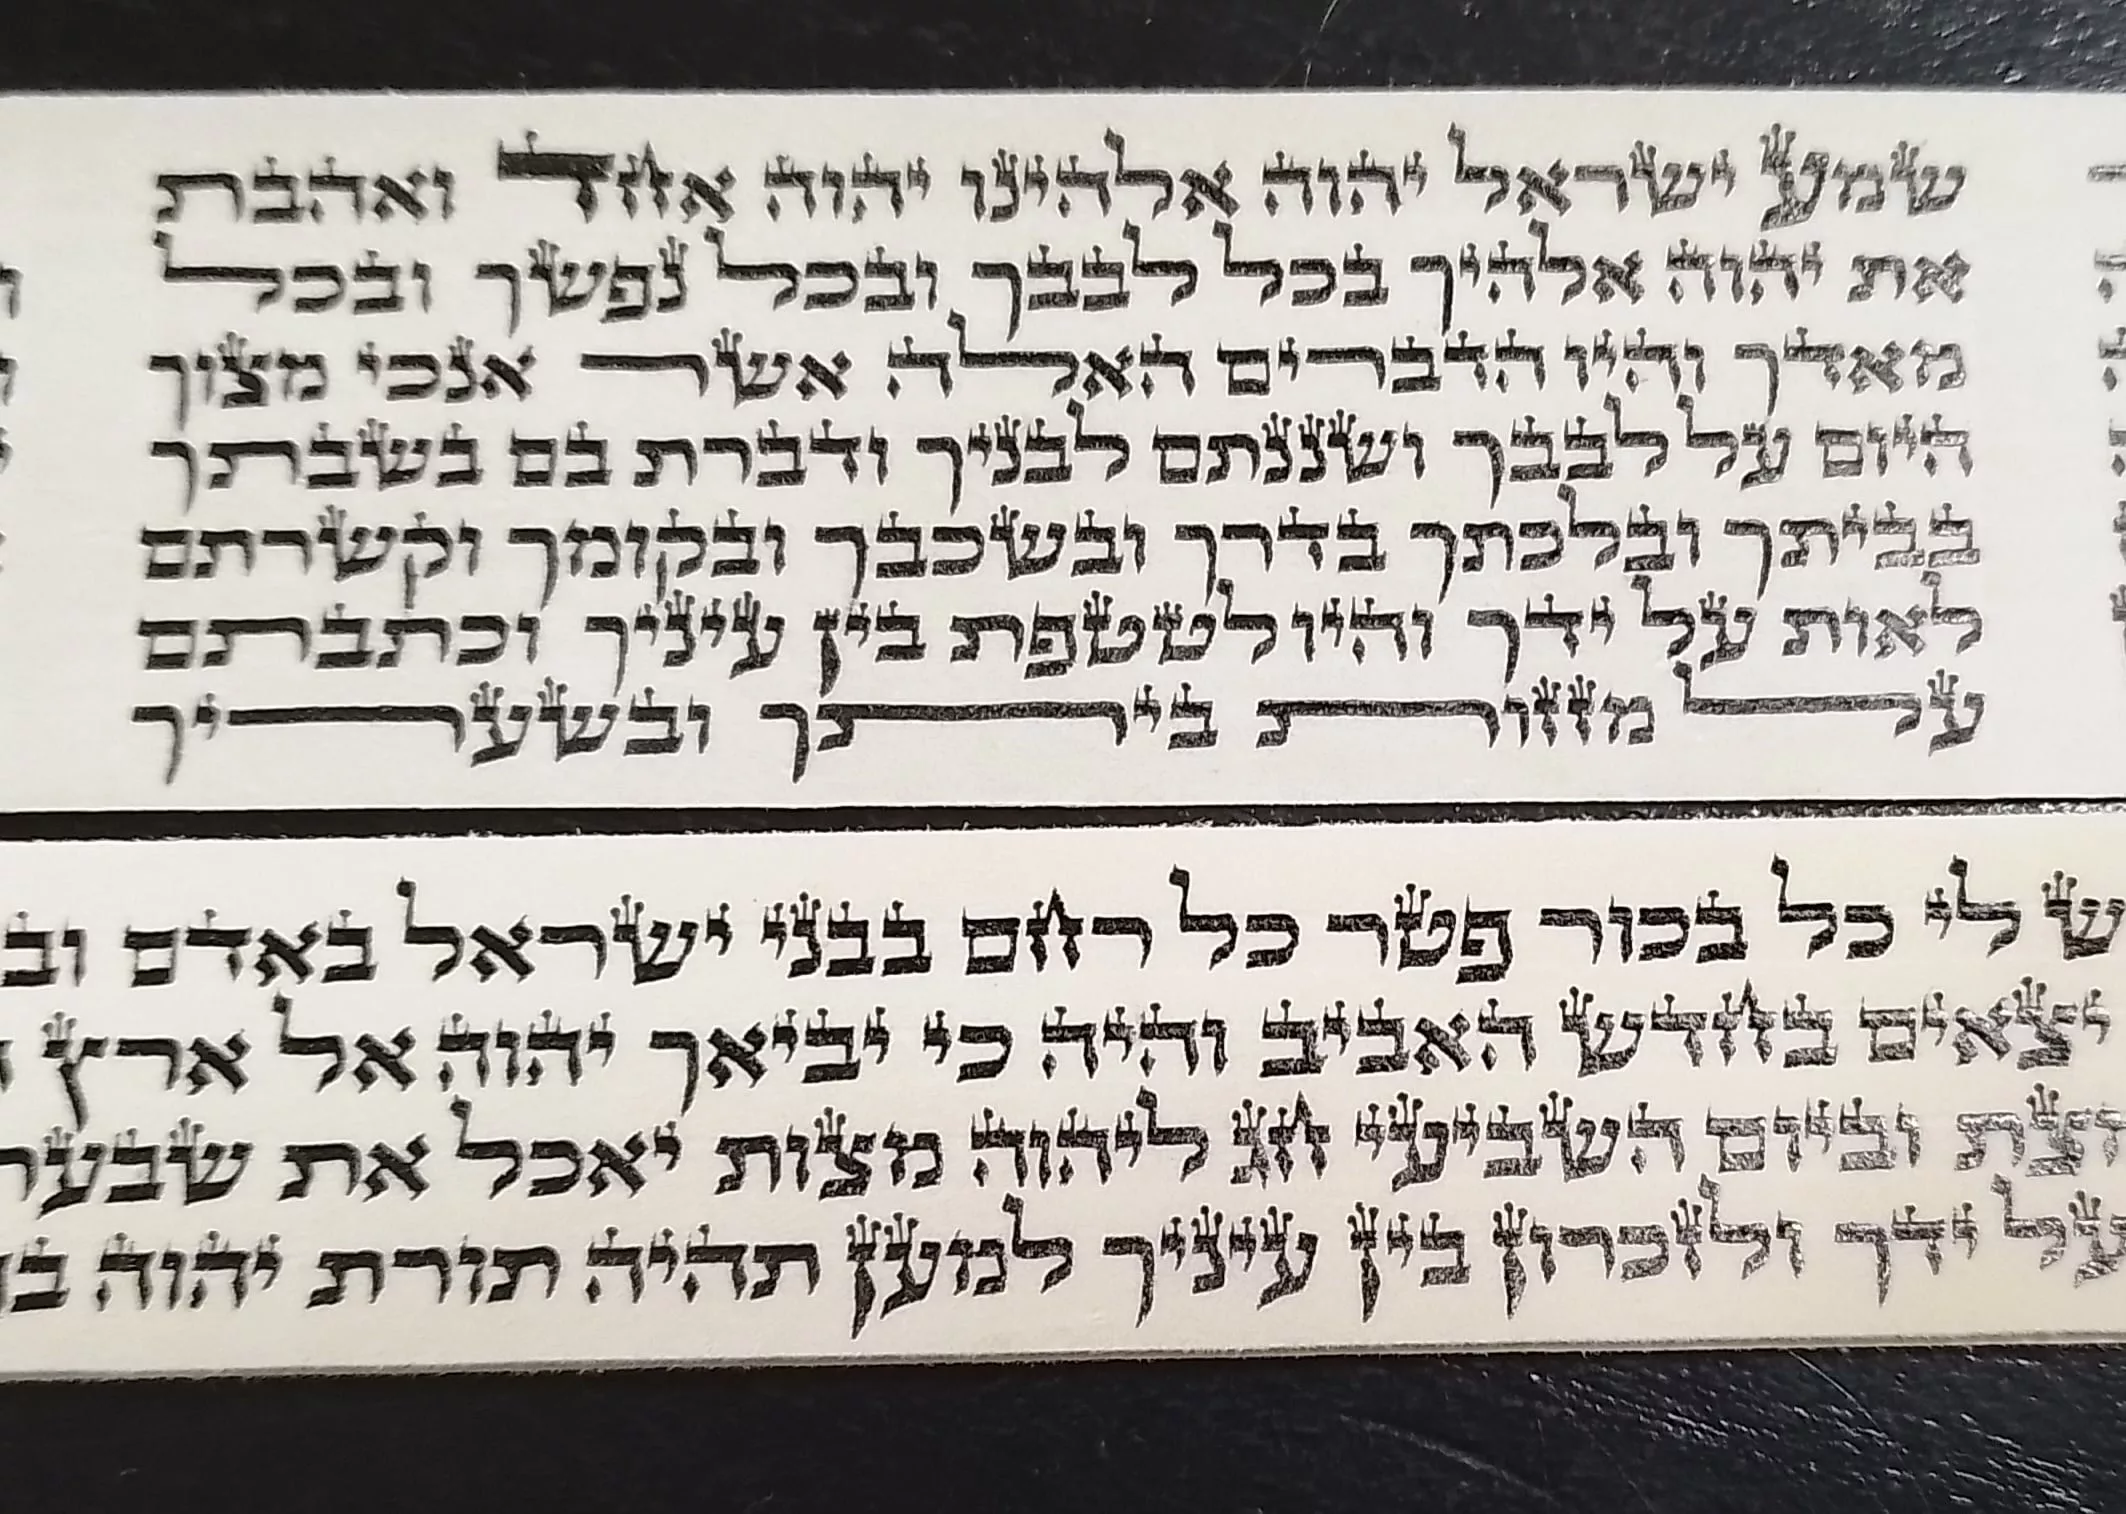 שמע ישראל יהוה אלהינו יהוה אחד ואהבת
את יהוה אלהיך בכל לבבך ובכל נפשך ובכל
מאדך והיו הדברים האלה אשר אנכי מצוך
היום על לבבך ושננתם לבניך ודברת בם בשבתך
בביתך ובלכתך בדרך ובשכבך ובקומך וקשרתם
לאות על ידך והיו לטטפת בין עיניך וכתבתם
על מזזות ביתך ובשעריך
ש לי כל בכור פטר כל רחם בבני ישראל באדם וב
יצאים בחדש האביב והיה כי יביאך יהוה אל ארץ
ובי֗ום השביעי חג ליהוה מצות יאכל את שבע
על ידך ולזכרון בין עיניך למען תהיה תורת יהוה ב